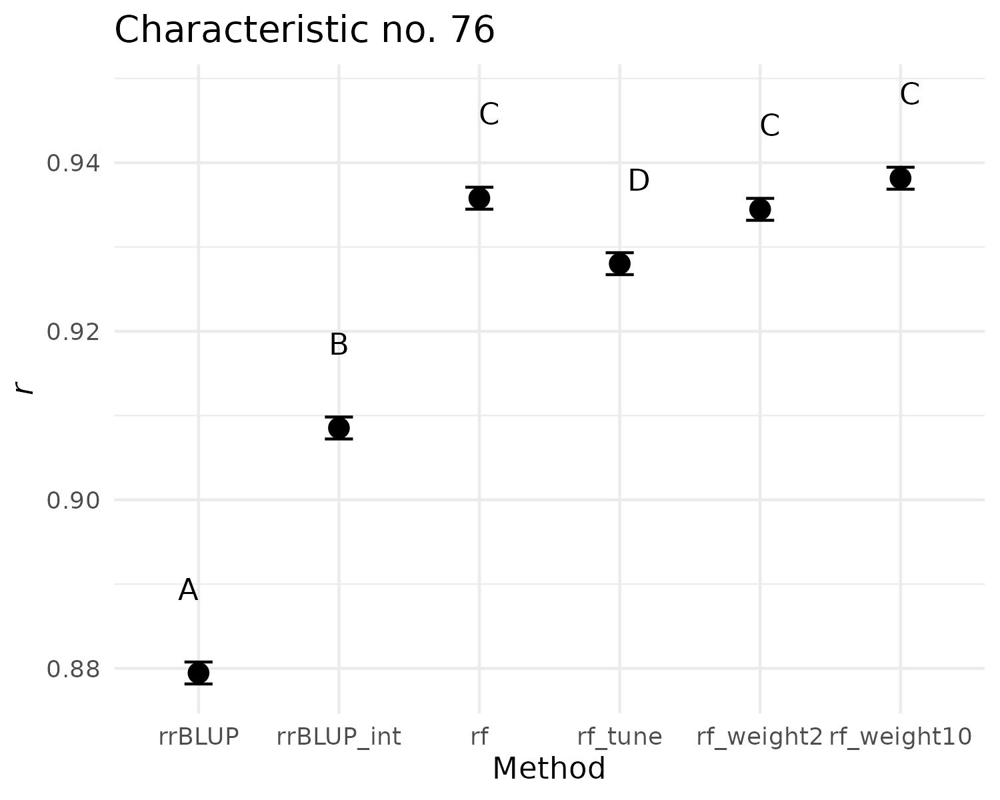 Characteristic no. 76
C
C
C
0.94
D
0.92
B
r
0.90
A
0.88
rrBLUP rrBLUP_int rf rf_tune rf_weight2 rf_weight10
Method